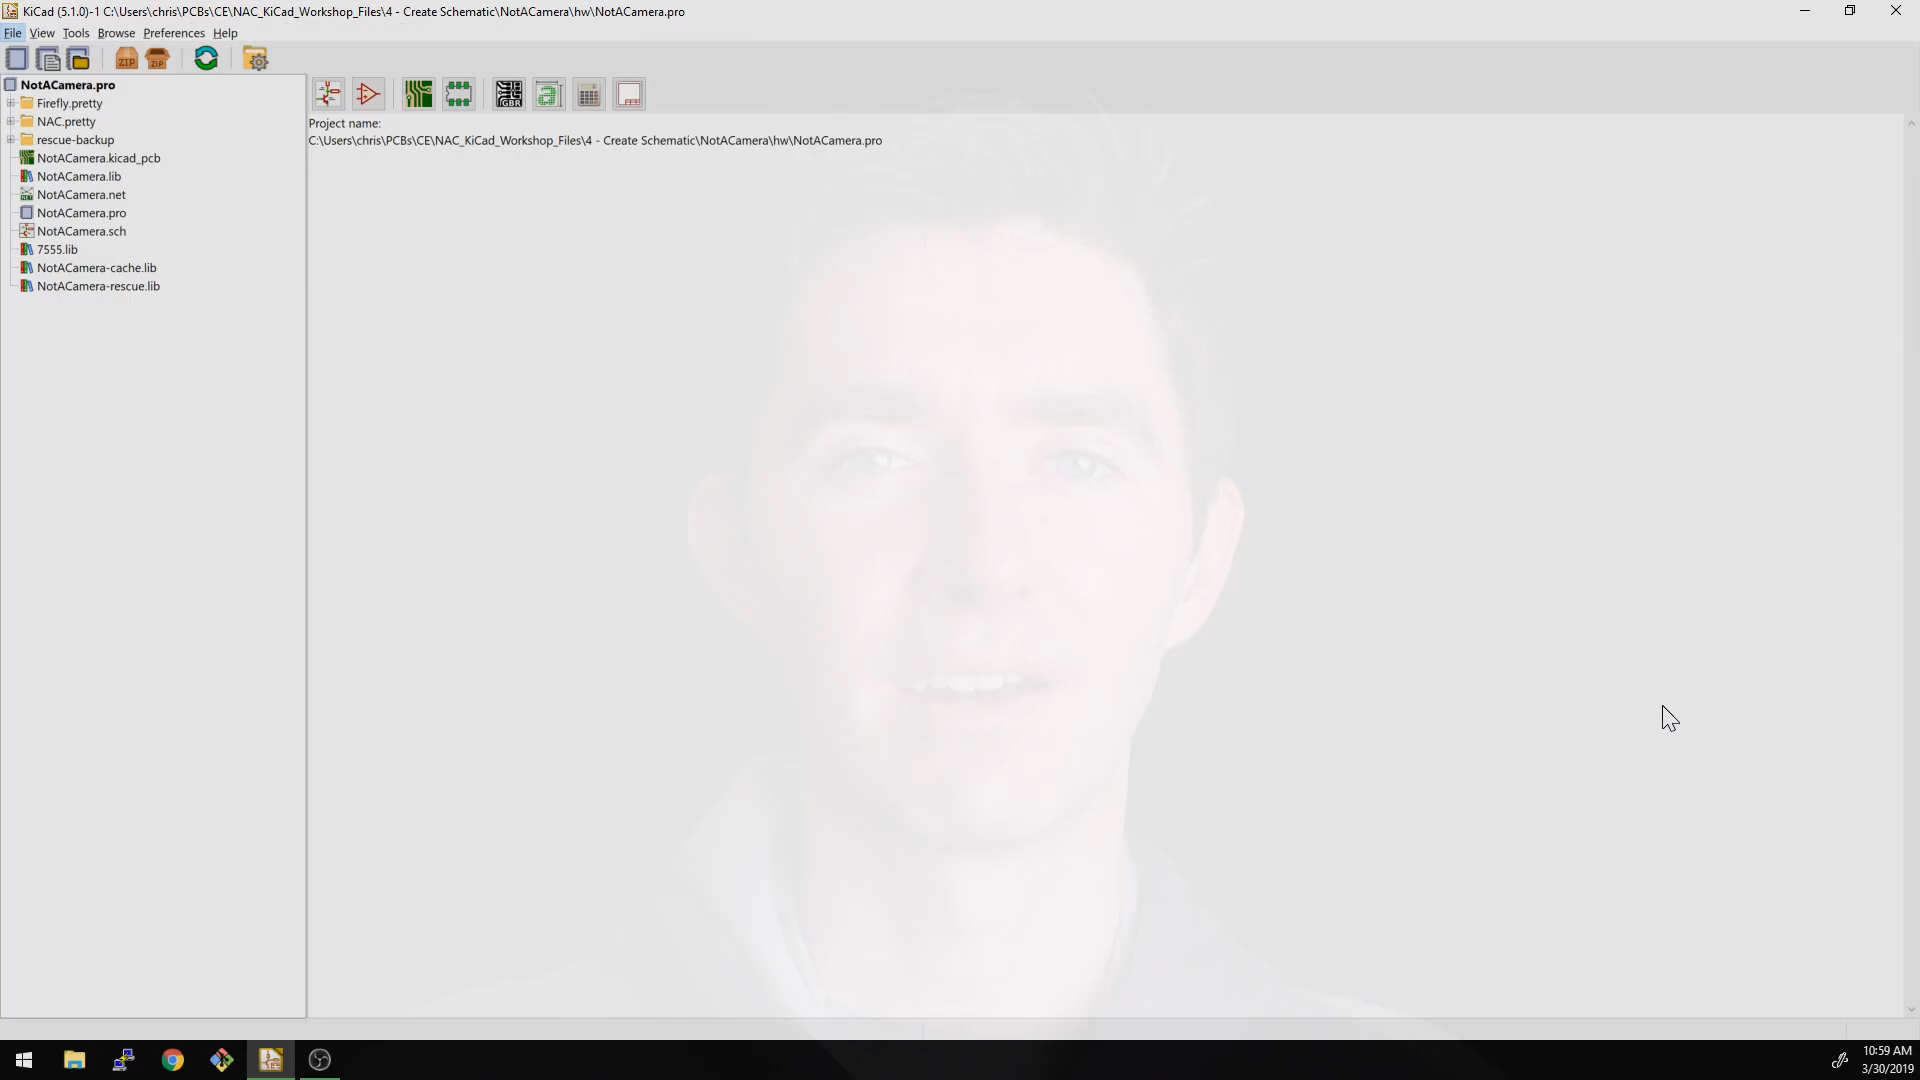 KiCad (5.1.0)-1 C:\Users\chris\PCBs\CE\NAC_KiCad_Workshop_Files\4 - Create Schematic\NotACamera\hw\NotACamera.pro
File View Tools Browse Preferences Help
ZIP ZIP
NotACamera.pro
Firefly.pretty
NAC.pretty
rescue-backup
NotACamera.kicad_pcb
NotACamera.lib
NotACamera.net
NotACamera.pro
NotACamera.sch
7555.lib
NotACamera-cache.lib
NotACamera-rescue.lib
GBR a
Project name:
C:\Users\chris\PCBs\CE\NAC_KiCad_Workshop_Files\4 - Create Schematic\NotACamera\hw\NotACamera.pro
10:59 AM
3/30/2019